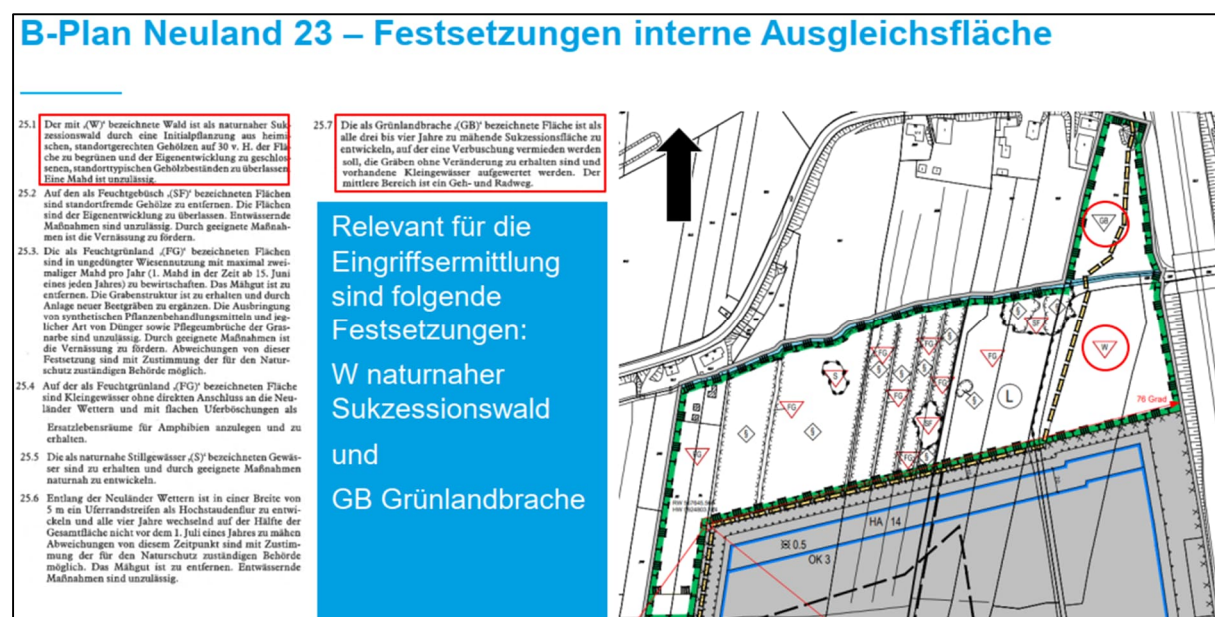 B-Plan Neuland 23 – Festsetzungen interne Ausgleichsfläche
25.1 Der mit „(W)“ bezeichnete Wald ist als naturnaher Suk-
zessionswald durch eine Initialpflanzung aus heimi-
schen, standortgerechten Gehölzen auf 30 v. H. der Flä-
che zu begrünen und der Eigenentwicklung zu geschlos-
senen, standorttypischen Gehölzbeständen zu überlassen
Eine Mahd ist unzulässig.
25.2 Auf den als Feuchtgebüsch „(SF)“ bezeichneten Flächen
sind standortfremde Gehölze zu entfernen. Die Flächen
sind der Eigenentwicklung zu überlassen. Entwässernde
Maßnahmen sind unzulässig. Durch geeignete Maßnah-
men ist die Vernässung zu fördern.
25.3. Die als Feuchtgrünland „(FG)“ bezeichneten Flächen
sind in ungedüngter Wiesennutzung mit maximal zwei-
maliger Mahd pro Jahr (1. Mahd in der Zeit ab 15. Juni
eines jeden Jahres) zu bewirtschaften. Das Mähgut ist zu
entfernen. Die Grabenstruktur ist zu erhalten und durch
Anlage neuer Beetgräben zu ergänzen. Die Ausbringung
von synthetischen Pflanzenbehandlungsmitteln und jeg-
licher Art von Dünger sowie Pflegeumbrüche der Gras-
narbe sind unzulässig. Durch geeignete Maßnahmen ist
die Vernässung zu fördern. Abweichungen von dieser
Festsetzung sind mit Zustimmung der für den Natur-
schutz zuständigen Behörde möglich.
25.4 Auf der als Feuchtgrünland „(FG)“ bezeichneten Fläche
sind Kleingewässer ohne direkten Anschluss an die Neu-
länder Wettern und mit flachen Uferböschungen als
Ersatzlebensräume für Amphibien anzulegen und zu
erhalten.
25.5 Die als naturnahe Stillgewässer „(S)“ bezeichneten Gewäs-
ser sind zu erhalten und durch geeignete Maßnahmen
naturnah zu entwickeln.
25.6 Entlang der Neuländer Wettern ist in einer Breite von
5 m ein Uferrandstreifen als Hochstaudenflur zu entwi-
ckeln und alle vier Jahre wechselnd auf der Hälfte der
Gesamtfläche nicht vor dem 1. Juli eines Jahres zu mähen
Abweichungen von diesem Zeitpunkt sind mit Zustim-
mung der für den Naturschutz zuständigen Behörde
möglich. Das Mähgut ist zu entfernen. Entwässernde
Maßnahmen sind unzulässig.
25.7 Die als Grünlandbrache „(GB)“ bezeichnete Fläche ist als
alle drei bis vier Jahre zu mähende Sukzessionsfläche zu
entwickeln, auf der eine Verbuschung vermieden werden
soll, die Gräben ohne Veränderung zu erhalten sind und
vorhandene Kleingewässer aufgewertet werden. Der
mittlere Bereich ist ein Geh- und Radweg.
Relevant für die
Eingriffsermittlung
sind folgende
Festsetzungen:
W naturnaher
Sukzessionswald
und
GB Grünlandbrache
GB
SF
W
FG
FG
FG
S
FG
FG
FG
FG
SF
FG
FG
L
§
§
§
§
§
§
§
76 Grad
HA 14
0.5
OK 3